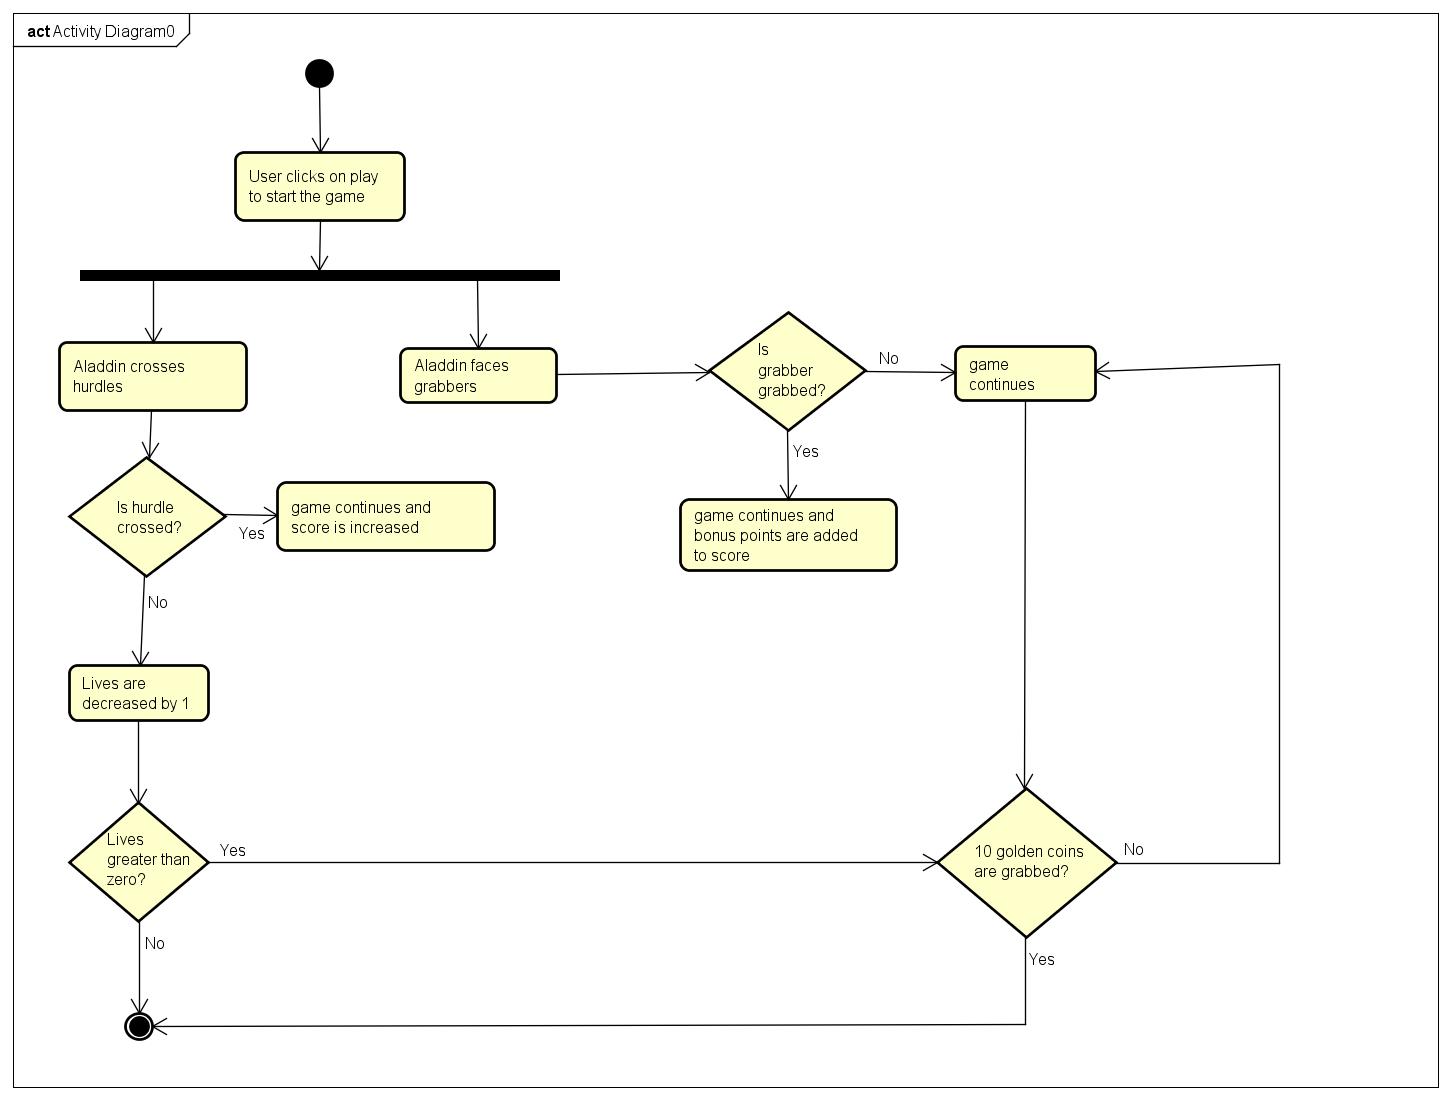 act Activity Diagram0
User clicks on play
to start the game
Aladdin crosses
hurdles
Aladdin faces
grabbers
Is
grabber
grabbed?
No
game
continues
Yes
game continues and
bonus points are added
to score
Is hurdle
crossed?
Yes
game continues and
score is increased
No
Lives are
decreased by 1
Lives
greater than
zero?
Yes
10 golden coins
are grabbed?
No
No
Yes